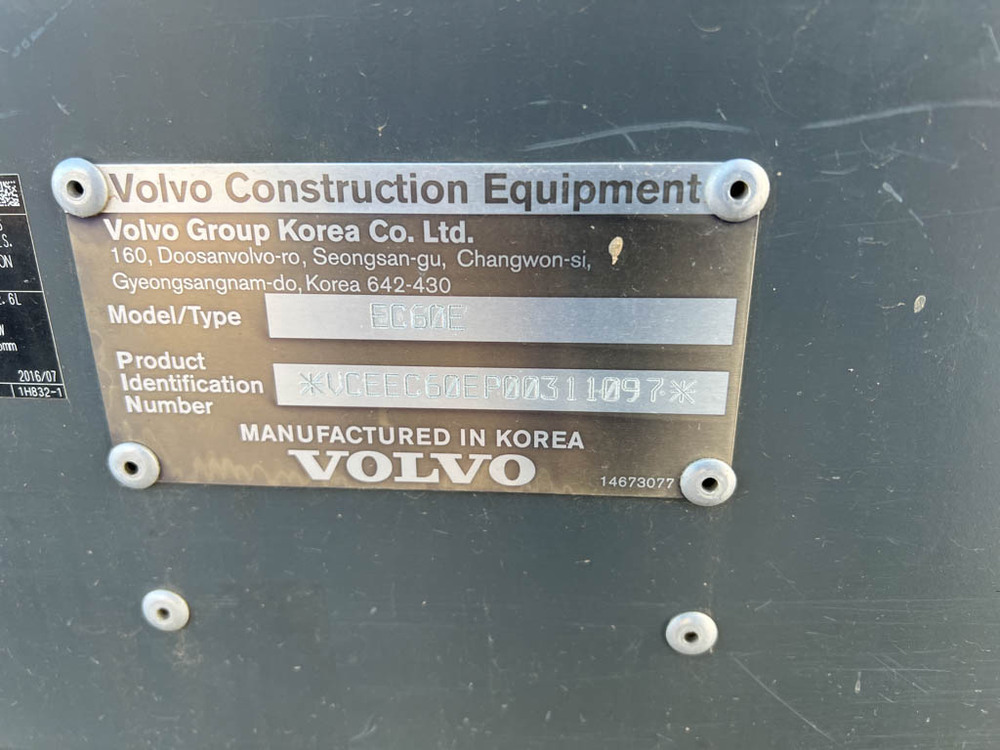 Volvo Construction Equipment
Volvo Group Korea Co. Ltd.
160, Doosanvolvo-ro, Seongsan-gu, Changwon-si,
Gyeongsangnam-do, Korea 642-430
Model/Type EC60E
Product
Identification
Number
*VCEEC60EP00311097*
MANUFACTURED IN KOREA
VOLVO
14673077
6L
2016/07
1H832-1